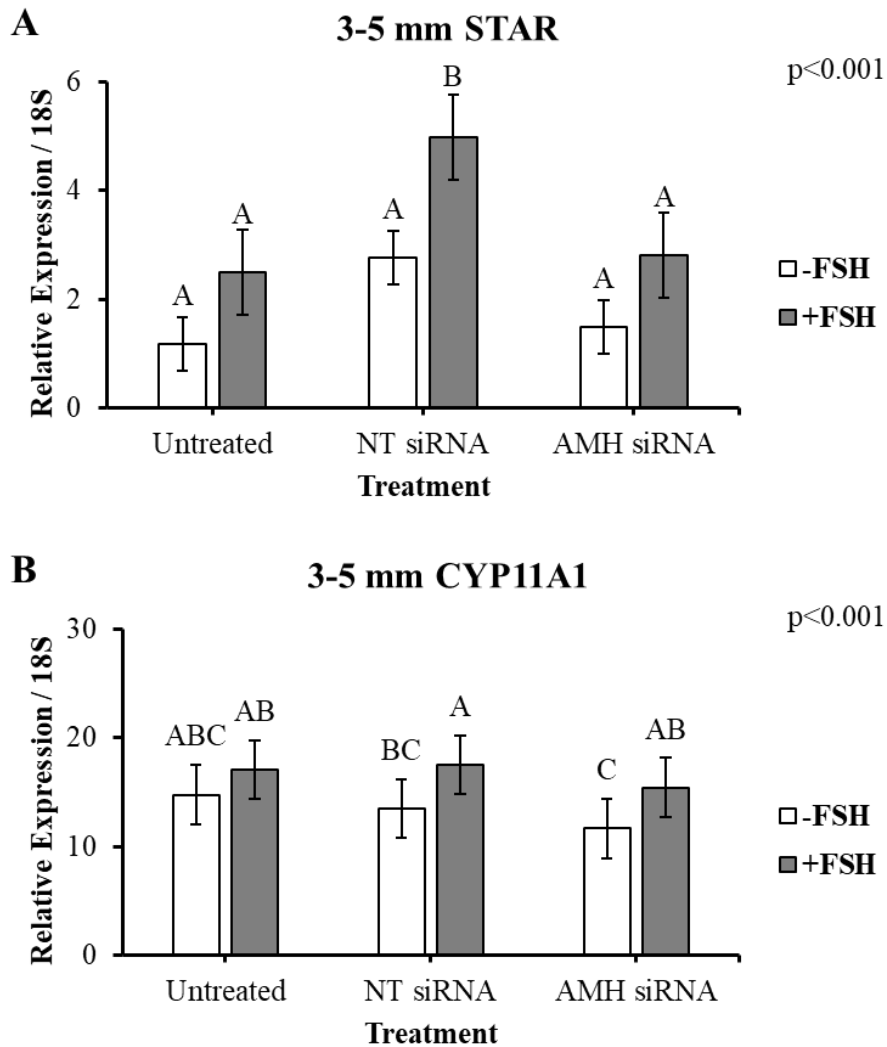 A
3-5 mm STAR
p<0.001
Relative Expression / 18S
6
4
2
0
A
A
A
B
A
A
Untreated
NT siRNA
AMH siRNA
Treatment
-FSH
+FSH
B
3-5 mm CYP11A1
p<0.001
Relative Expression / 18S
30
20
10
0
ABC
AB
BC
A
C
AB
Untreated
NT siRNA
AMH siRNA
Treatment
-FSH
+FSH